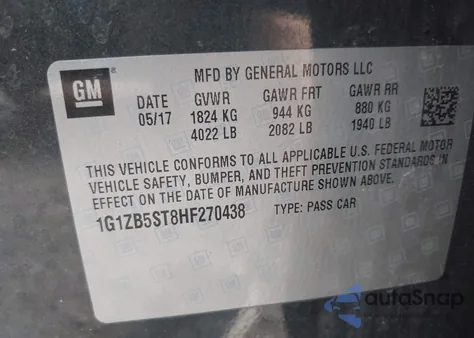 GM
MFD BY GENERAL MOTORS LLC
DATE GVWR GAWR FRT GAWR RR
05/17 1824 KG 944 KG 880 KG
4022 LB 2082 LB 1940 LB
THIS VEHICLE CONFORMS TO ALL APPLICABLE U.S. FEDERAL MOTOR
VEHICLE SAFETY, BUMPER, AND THEFT PREVENTION STANDARDS IN
EFFECT ON THE DATE OF MANUFACTURE SHOWN ABOVE.
1G1ZB5ST8HF270438 TYPE: PASS CAR
autoSnap